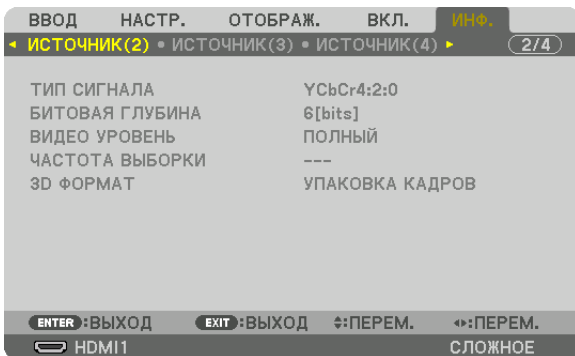 ВВОД НАСТР. ОТОБРАЖ. ВКЛ. ИНФ.
◄ ИСТОЧНИК(2) • ИСТОЧНИК(3) • ИСТОЧНИК(4) ► 2/4
ТИП СИГНАЛА YCbCr4:2:0
БИТОВАЯ ГЛУБИНА 6[bits]
ВИДЕО УРОВЕНЬ ПОЛНЫЙ
ЧАСТОТА ВЫБОРКИ ---
3D ФОРМАТ УПАКОВКА КАДРОВ
ENTER :ВЫХОД EXIT :ВЫХОД :ПЕРЕМ. :ПЕРЕМ.
HDMI1 СЛОЖНОЕ